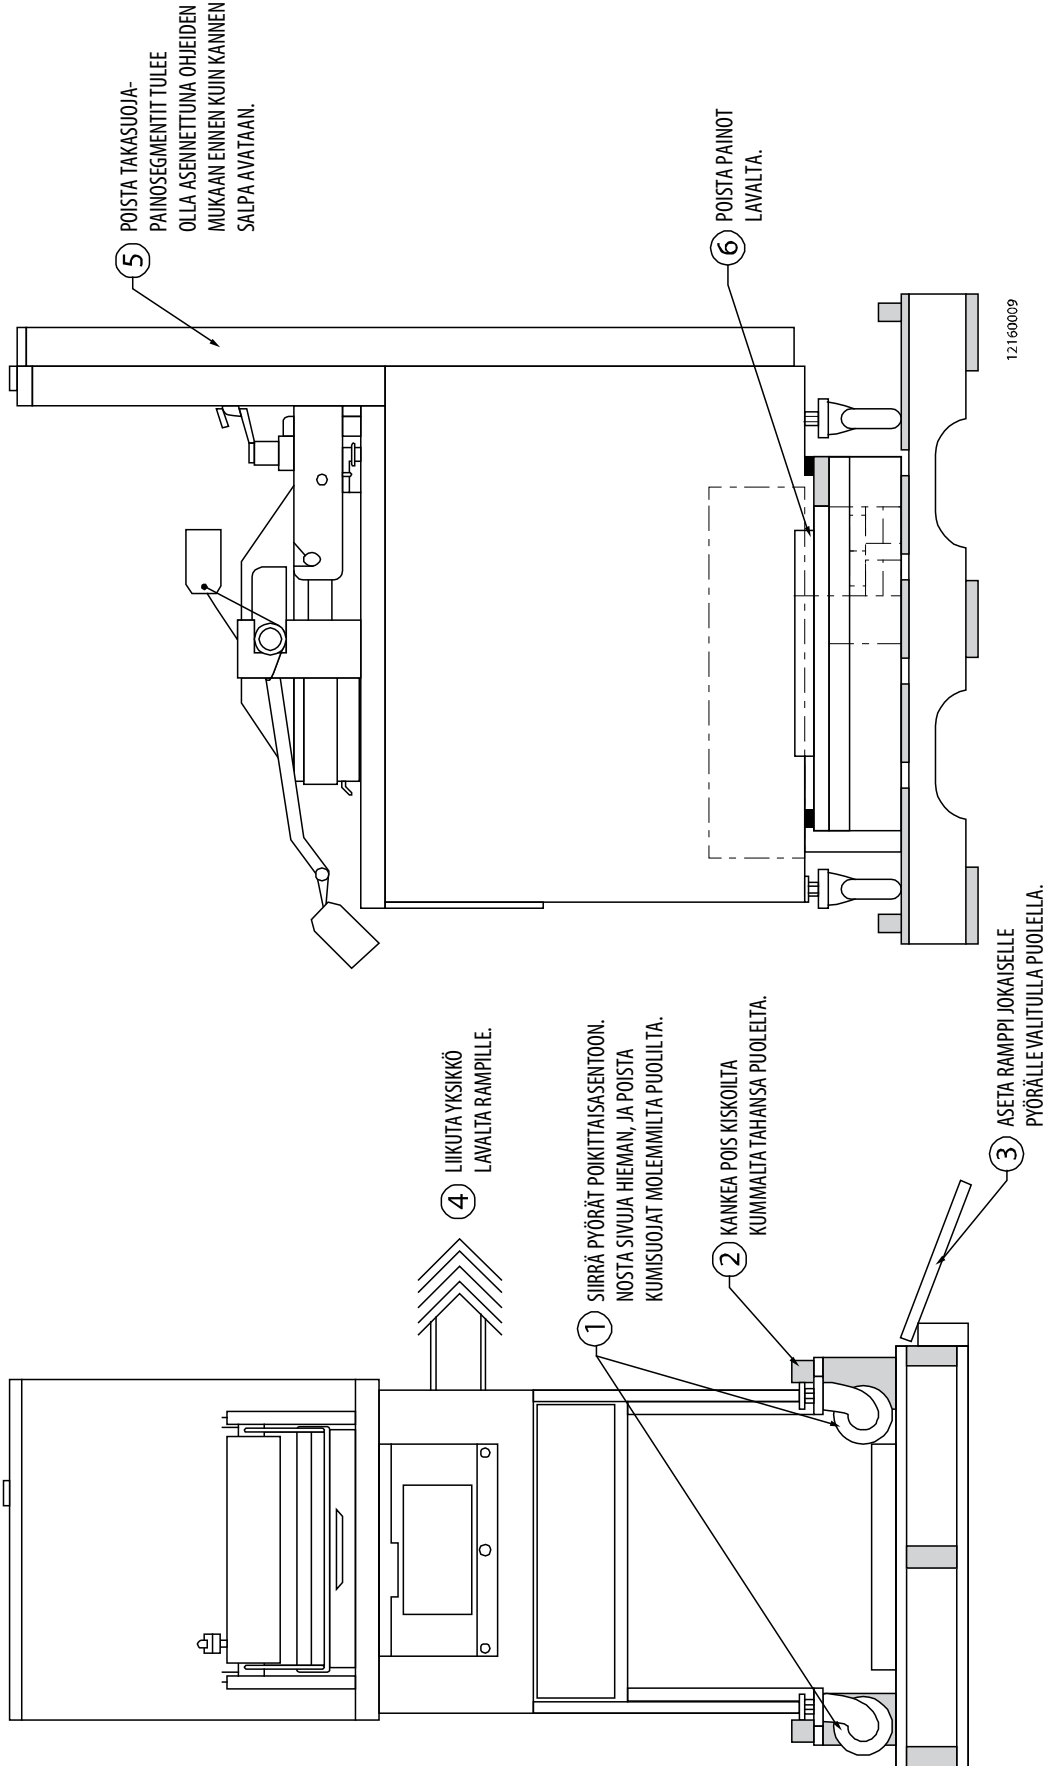 1
SIIRRÄ PYÖRÄT POIKITTAISASENTOON.
NOSTA SIVUJA HIEMAN, JA POISTA
KUMISUOJAT MOLEMMILTA PUOLILTA.
2
KANKEA POIS KISKOILTA
KUMMALTA TAHANSA PUOLELTA.
3
ASETA RAMPPI JOKAISELLE
PYÖRÄLLE VALITULLA PUOLELLA.
4
LIIKUTA YKSIKKÖ
LAVALTA RAMPILLE.
5
POISTA TAKASUOJA-
PAINOSEGMENTIT TULEE
OLLA ASENNETTUNA OHJEIDEN
MUKAAN ENNEN KUIN KANNEN
SALPA AVATAAN.
6
POISTA PAINOT
LAVALTA.
12160009